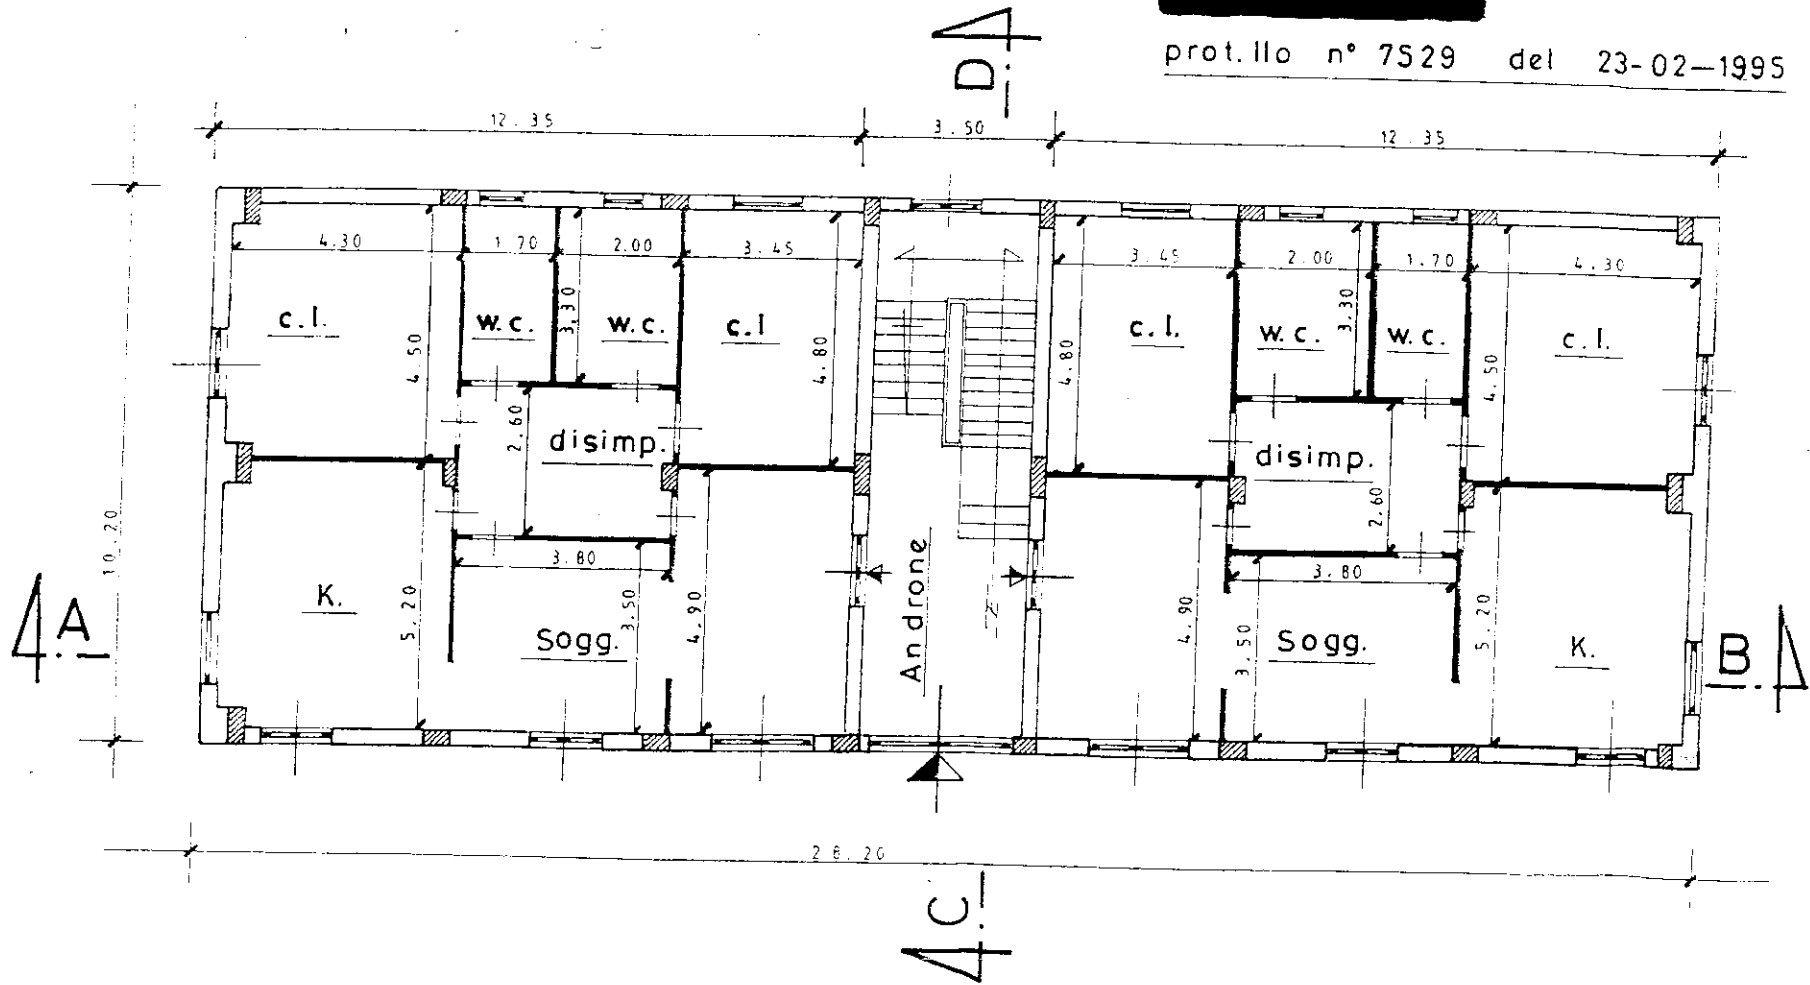 D.
prot.llo n° 7529 del 23-02-1995
12.35 3.50 12.35
4.30 1.70 2.00 3.45 3.45 2.00 1.70 4.30
c.l. w.c. w.c. c.l c.l. w.c. w.c. c.l.
4.50 3.30 4.80 4.80 3.30 4.50
2.60 disimp. disimp. 2.60
10.20
3.80 3.80
A. K. 5.20 Sogg. 3.50 4.90 Androne 4.90 3.50 Sogg. 5.20 K. B.
28.20
C.